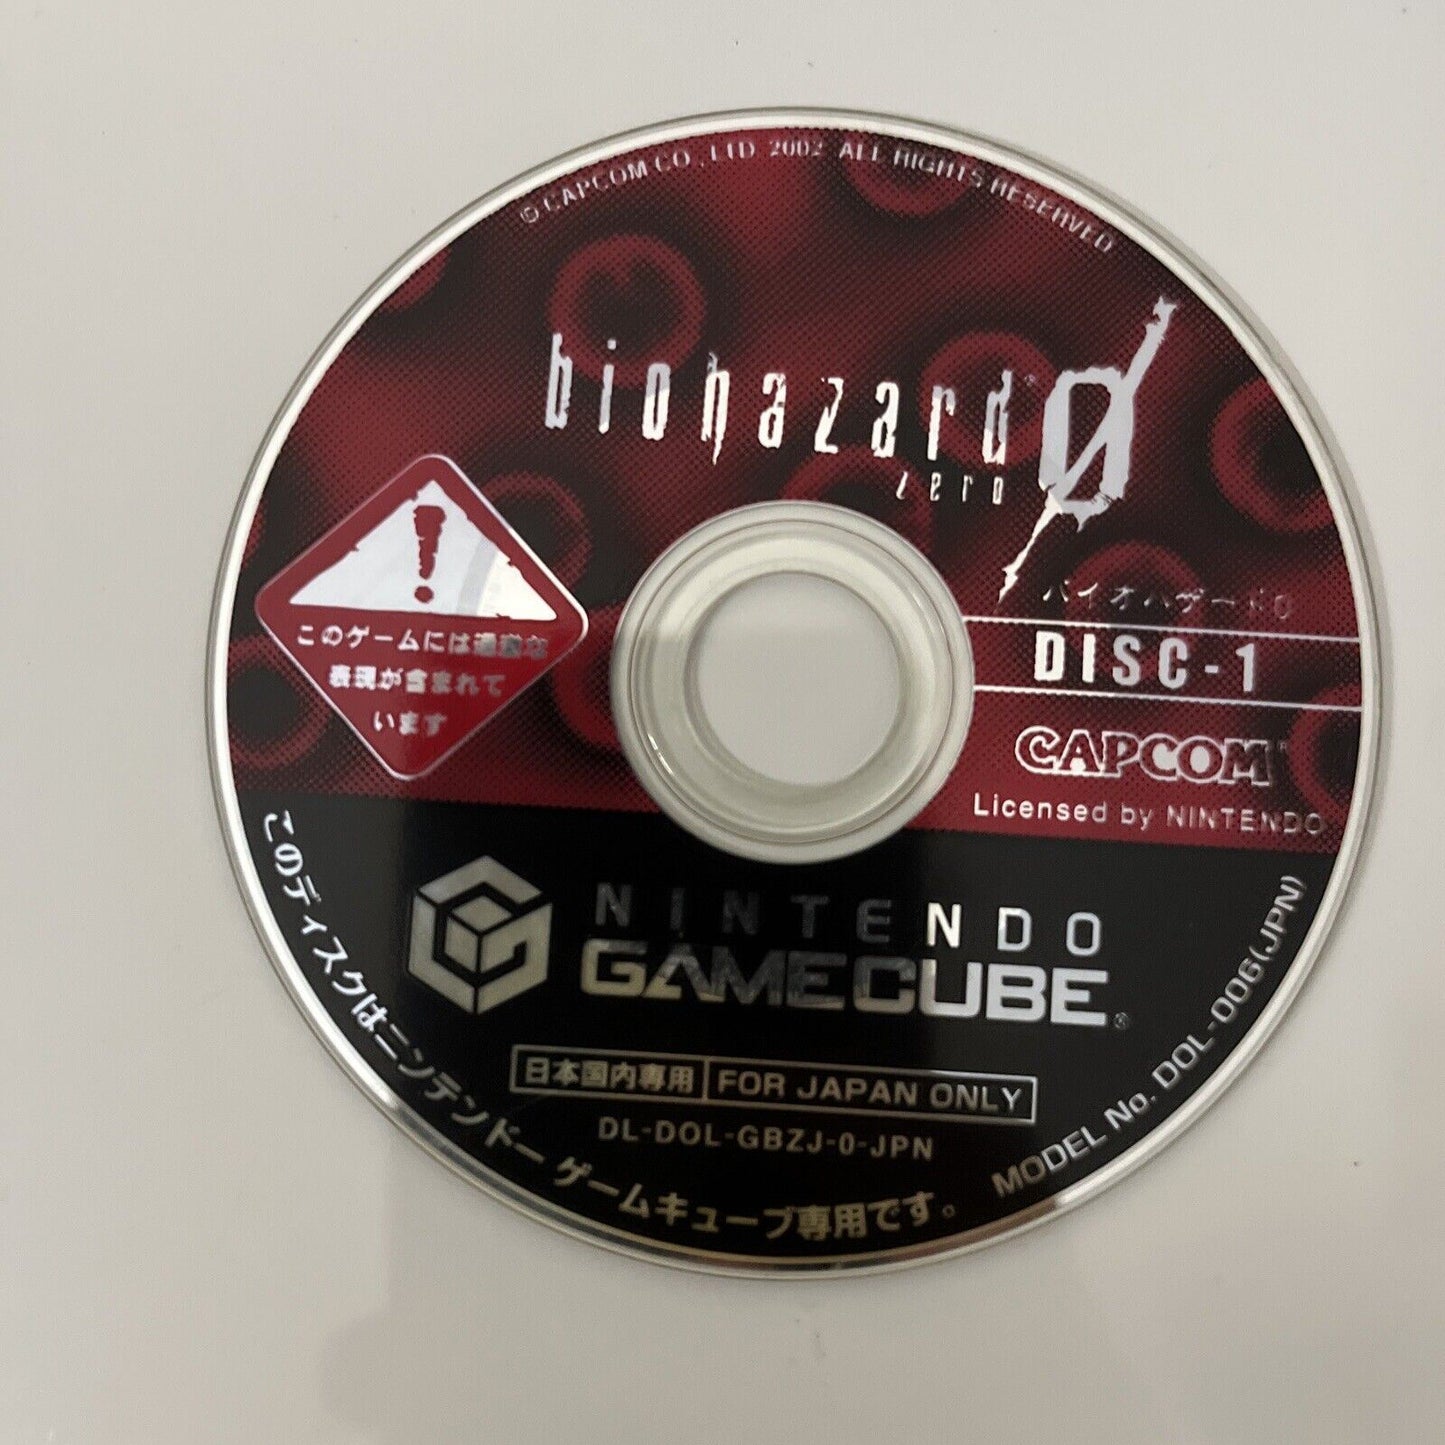 © CAPCOM CO., LTD 2002 ALL RIGHTS RESERVED
biohazard® 0
zero
バイオハザード0
DISC-1
CAPCOM
Licensed by NINTENDO
!
このゲームには過激な
表現が含まれて
います
NINTENDO
GAMECUBE®
日本国内専用 FOR JAPAN ONLY
DL-DOL-GBZJ-0-JPN
このディスクはニンテンドー ゲームキューブ専用です。
MODEL No. DOL-006(JPN)